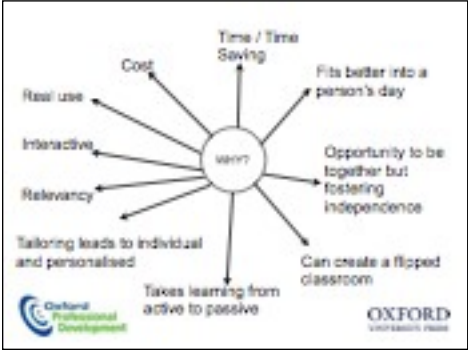 Time / Time
Saving
Cost
Fits better into a
person's day
Real use
Interactive
WHY?
Opportunity to be
together but
fostering
independence
Relevancy
Tailoring leads to individual
and personalised
Can create a flipped
classroom
Takes learning from
active to passive
Oxford
Professional
Development
OXFORD
UNIVERSITY PRESS